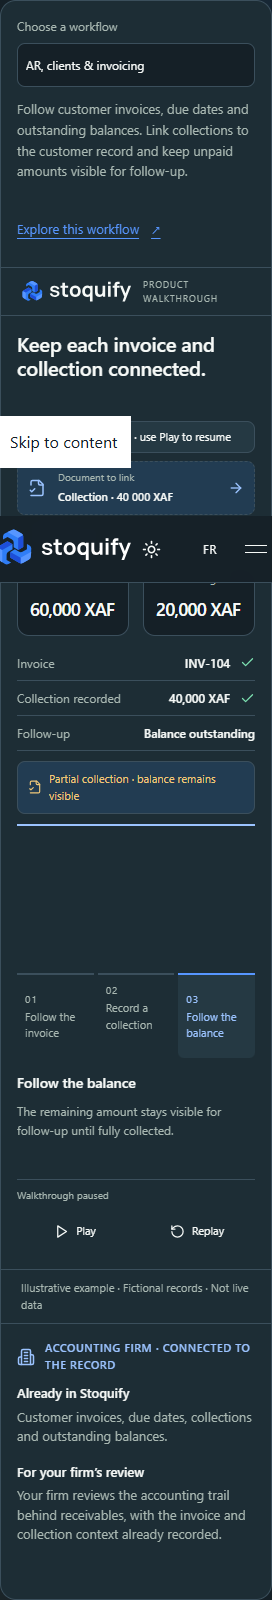 Choose a workflow
AR, clients & invoicing
Follow customer invoices, due dates and
outstanding balances. Link collections to
the customer record and keep unpaid
amounts visible for follow-up.
Explore this workflow ↗
stoquify
PRODUCT
WALKTHROUGH
Keep each invoice and
collection connected.
Skip to content
· use Play to resume
Document to link
Collection · 40 000 XAF
stoquify
FR
60,000 XAF
20,000 XAF
Invoice
INV-104
Collection recorded
40,000 XAF
Follow-up
Balance outstanding
Partial collection · balance remains
visible
01
Follow the
invoice
02
Record a
collection
03
Follow the
balance
Follow the balance
The remaining amount stays visible for
follow-up until fully collected.
Walkthrough paused
Play
Replay
Illustrative example · Fictional records · Not live
data
ACCOUNTING FIRM · CONNECTED TO
THE RECORD
Already in Stoquify
Customer invoices, due dates, collections
and outstanding balances.
For your firm's review
Your firm reviews the accounting trail
behind receivables, with the invoice and
collection context already recorded.